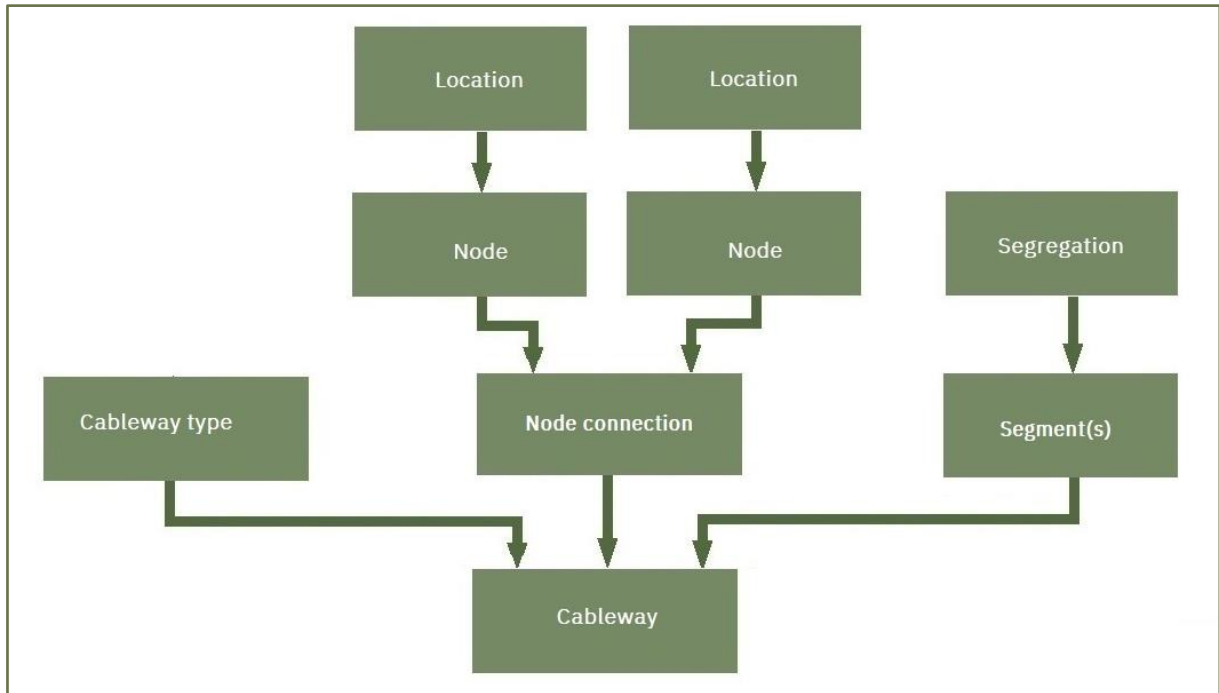 Location
Location
Node
Node
Segregation
Cableway type
Node connection
Segment(s)
Cableway